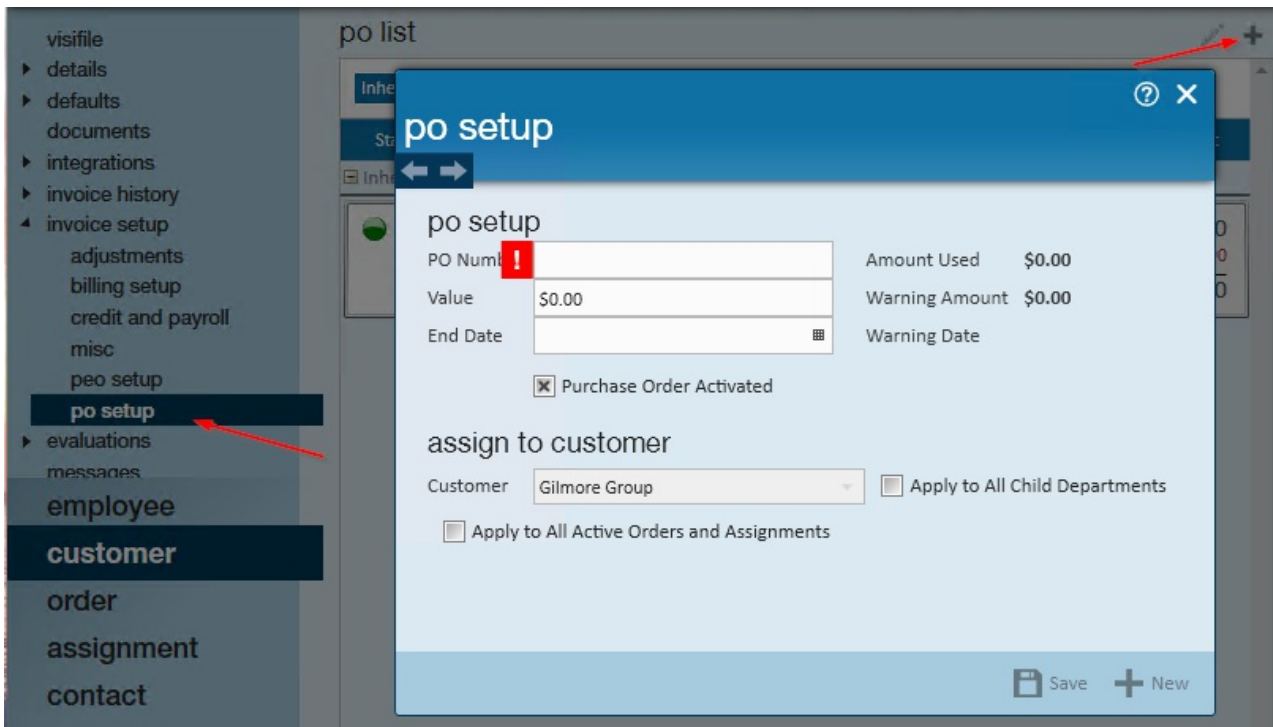 visifile
details
defaults
documents
integrations
invoice history
invoice setup
adjustments
billing setup
credit and payroll
misc
peo setup
po setup
evaluations
messages
employee
customer
order
assignment
contact
po list
po setup
po setup
PO Numb
!
Amount Used $0.00
Value $0.00 Warning Amount $0.00
End Date Warning Date
Purchase Order Activated
assign to customer
Customer Gilmore Group Apply to All Child Departments
Apply to All Active Orders and Assignments
Save New